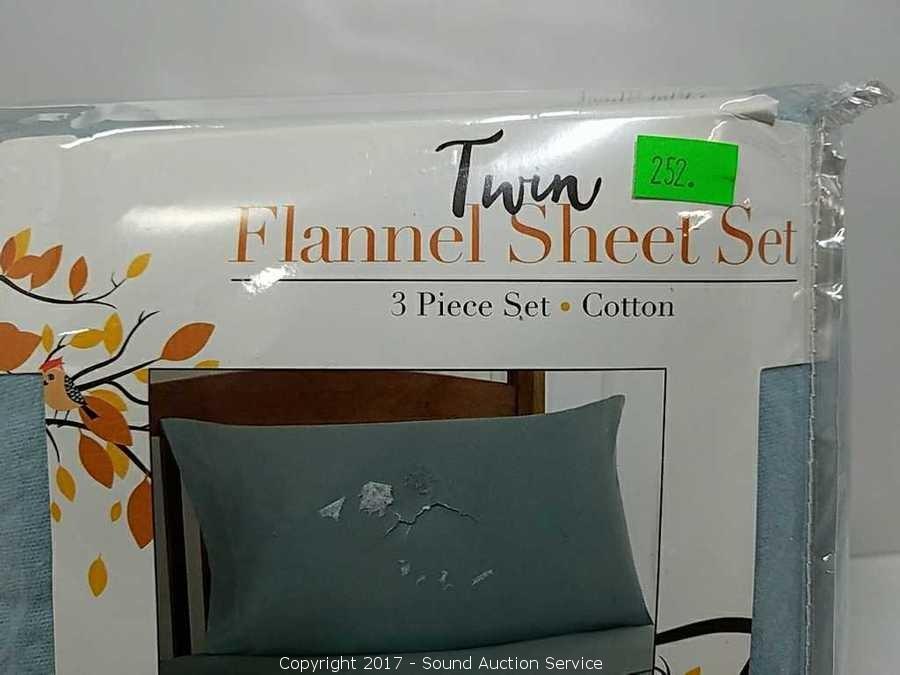 Twin
252.
Flannel Sheet Set
3 Piece Set • Cotton
Copyright 2017 - Sound Auction Service